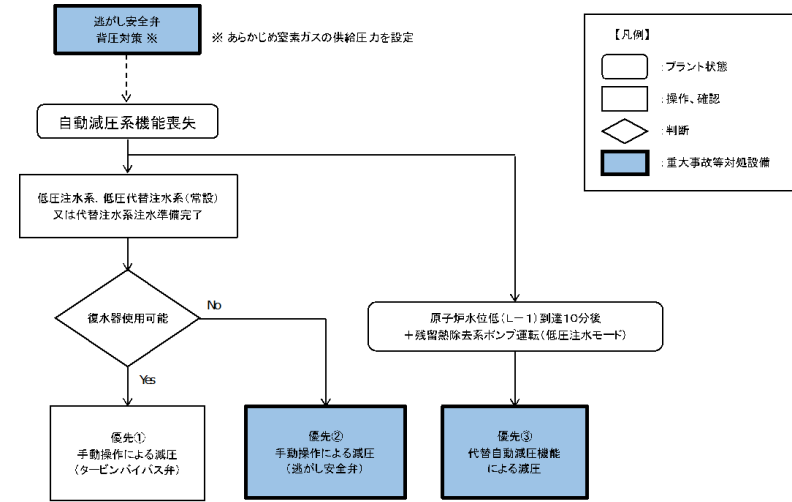 逃がし安全弁
背圧対策 ※
※ あらかじめ窒素ガスの供給圧力を設定
【凡例】
:プラント状態
:操作、確認
:判断
:重大事故等対処設備
自動減圧系機能喪失
低圧注水系、低圧代替注水系(常設)
又は代替注水系注水準備完了
復水器使用可能
No
Yes
原子炉水位低(L-1)到達10分後
+残留熱除去系ポンプ運転(低圧注水モード)
優先①
手動操作による減圧
(タービンバイパス弁)
優先②
手動操作による減圧
(逃がし安全弁)
優先③
代替自動減圧機能
による減圧